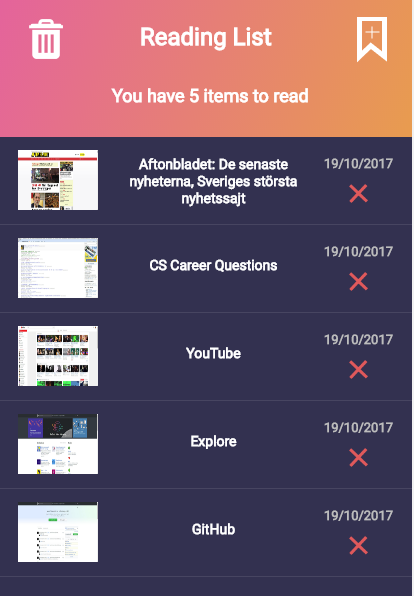 Reading List
You have 5 items to read
Aftonbladet: De senaste
nyheterna, Sveriges största
nyhetssajt
19/10/2017
CS Career Questions
19/10/2017
YouTube
19/10/2017
Explore
19/10/2017
GitHub
19/10/2017